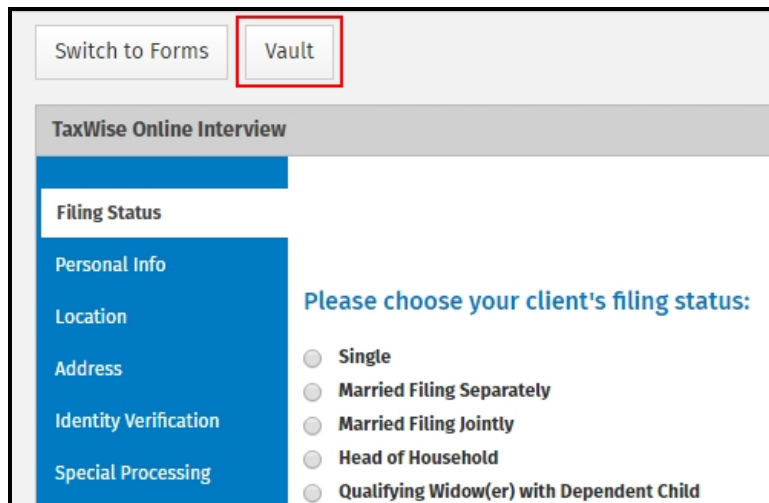 Switch to Forms
Vault
TaxWise Online Interview
Filing Status
Personal Info
Location
Address
Identity Verification
Special Processing
Please choose your client's filing status:
Single
Married Filing Separately
Married Filing Jointly
Head of Household
Qualifying Widow(er) with Dependent Child